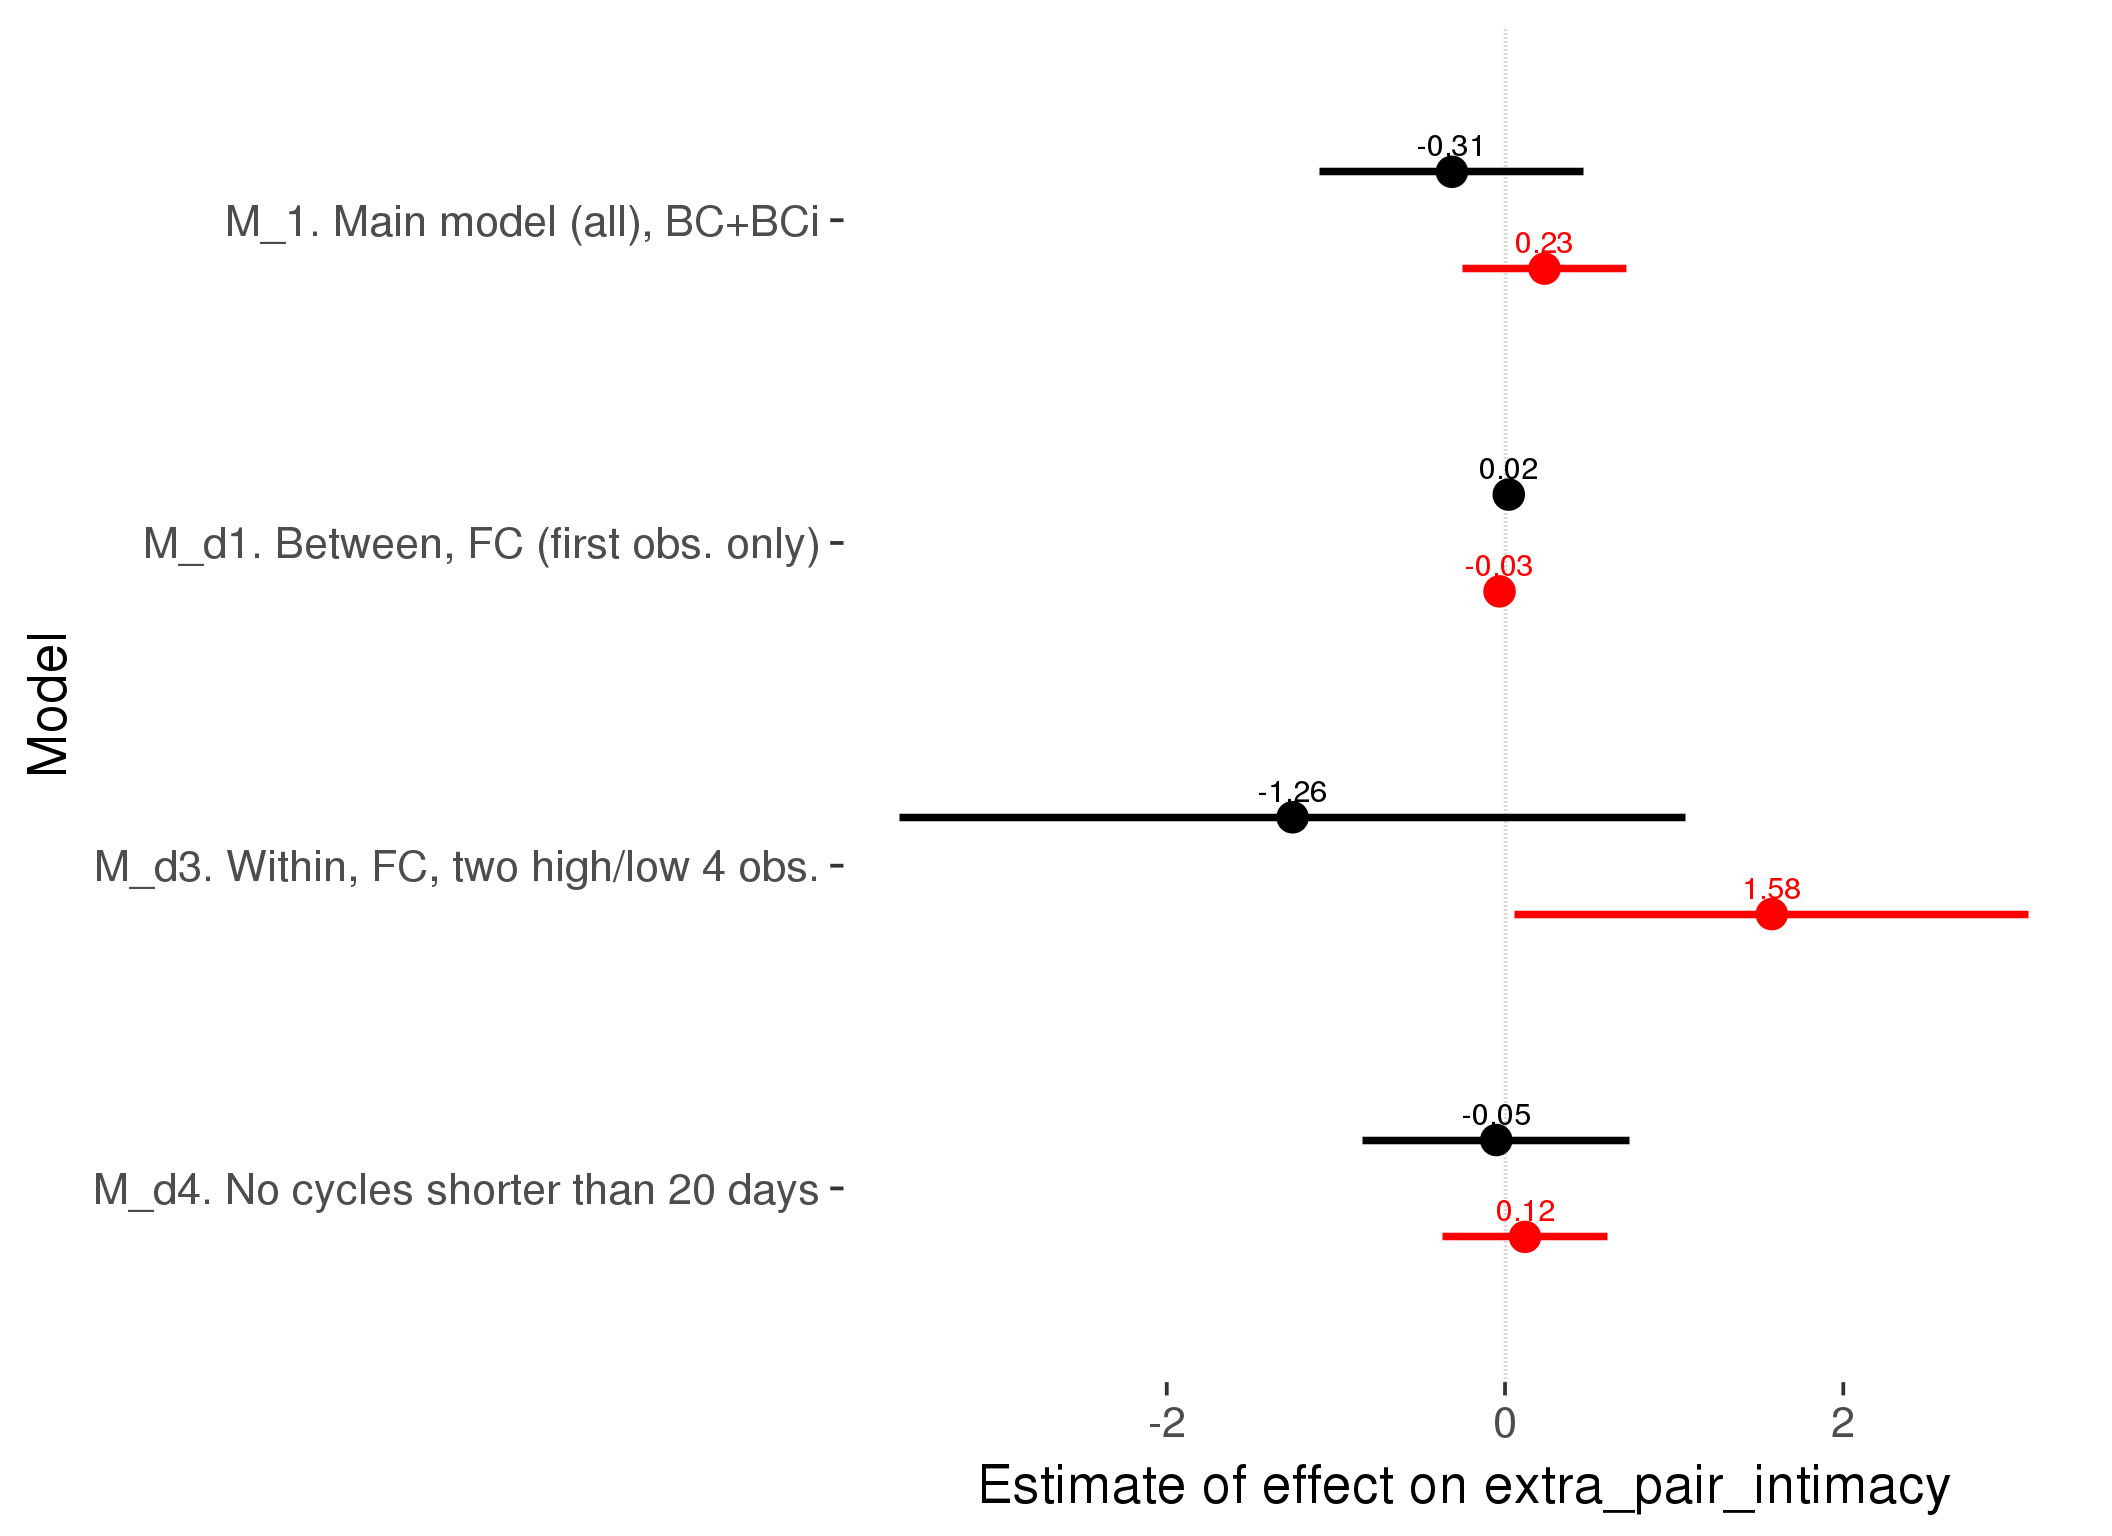 -0.31
M_1. Main model (all), BC+BCi
0.23
0.02
M_d1. Between, FC (first obs. only)
-0.03
Model
-1.26
M_d3. Within, FC, two high/low 4 obs.
1.58
-0.05
M_d4. No cycles shorter than 20 days
0.12
-2 0 2
Estimate of effect on extra_pair_intimacy